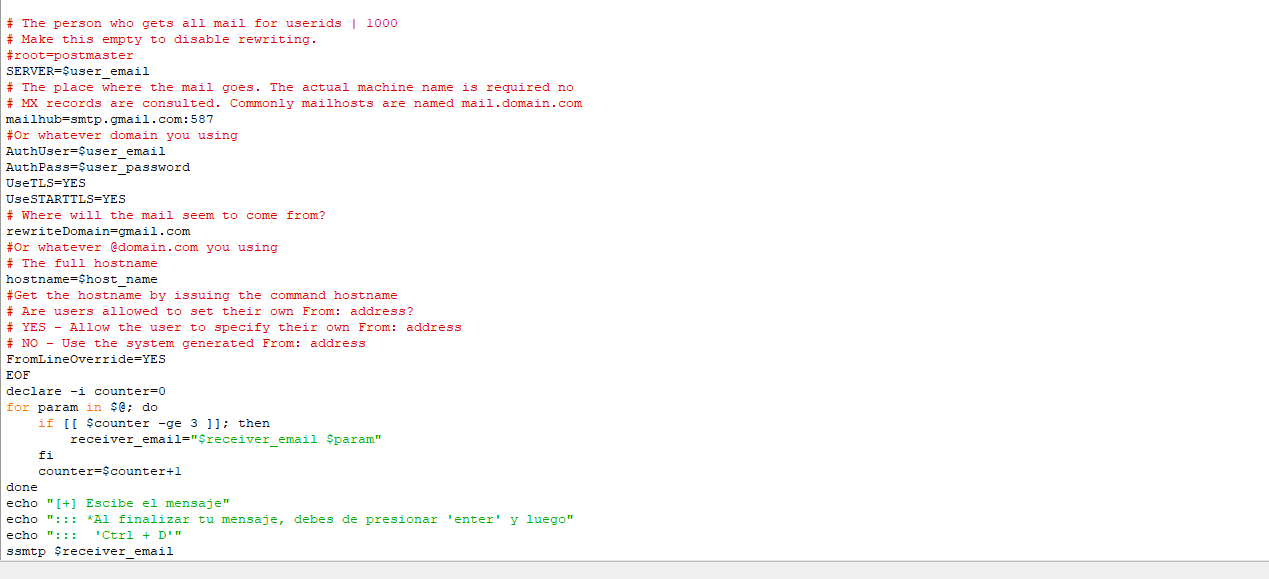 # The person who gets all mail for userids | 1000
# Make this empty to disable rewriting.
#root=postmaster
SERVER=$user_email
# The place where the mail goes. The actual machine name is required no
# MX records are consulted. Commonly mailhosts are named mail.domain.com
mailhub=smtp.gmail.com:587
#Or whatever domain you using
AuthUser=$user_email
AuthPass=$user_password
UseTLS=YES
UseSTARTTLS=YES
# Where will the mail seem to come from?
rewriteDomain=gmail.com
#Or whatever @domain.com you using
# The full hostname
hostname=$host_name
#Get the hostname by issuing the command hostname
# Are users allowed to set their own From: address?
# YES - Allow the user to specify their own From: address
# NO - Use the system generated From: address
FromLineOverride=YES
EOF
declare -i counter=0
for param in $@; do
    if [[ $counter -ge 3 ]]; then
        receiver_email="$receiver_email $param"
    fi
    counter=$counter+1
done
echo "[+] Escibe el mensaje"
echo "::: *Al finalizar tu mensaje, debes de presionar 'enter' y luego"
echo ":::  'Ctrl + D'"
ssmtp $receiver_email